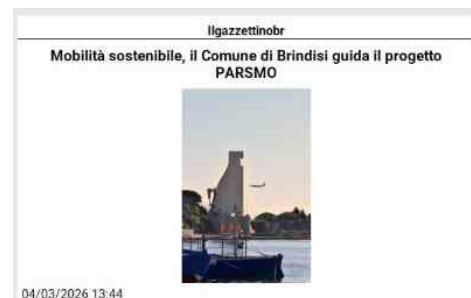 Ilgazzettinobr
Mobilità sostenibile, il Comune di Brindisi guida il progetto
PARSMO
04/03/2026 13:44